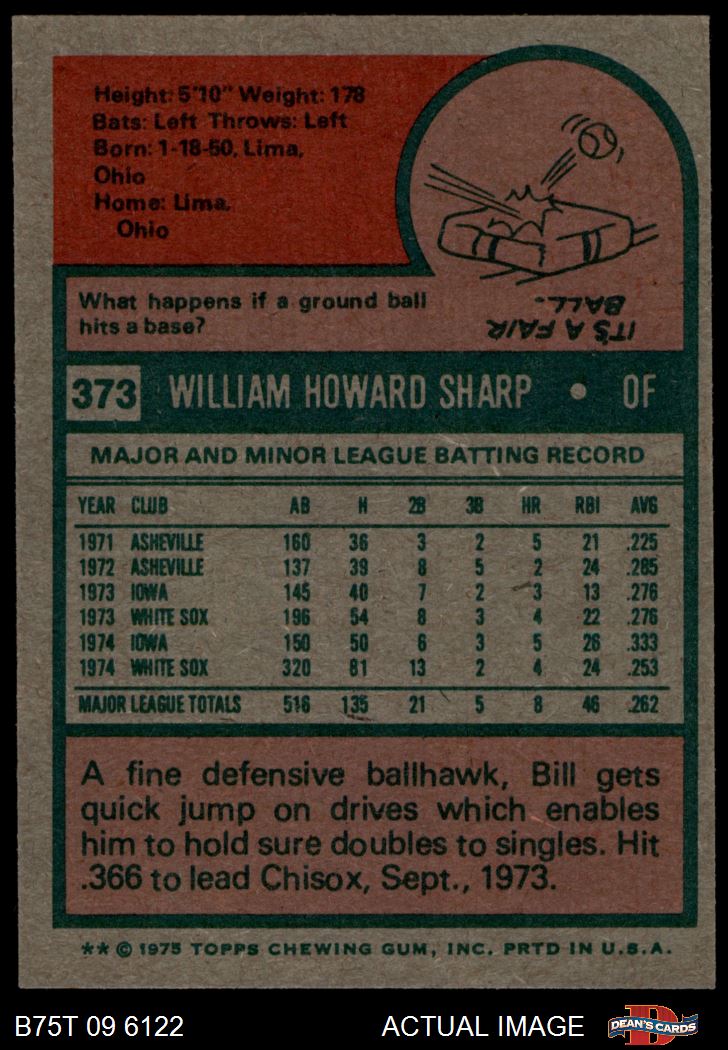 Height: 5'10" Weight: 178
Bats: Left Throws: Left
Born: 1-18-50, Lima,
Ohio
Home: Lima,
Ohio
What happens if a ground ball
hits a base?
IT'S A FAIR
BALL.
373 WILLIAM HOWARD SHARP • OF
MAJOR AND MINOR LEAGUE BATTING RECORD
YEAR CLUB AB H 2B 3B HR RBI AVG
1971 ASHEVILLE 160 36 3 2 5 21 .225
1972 ASHEVILLE 137 39 8 5 2 24 .285
1973 IOWA 145 40 7 2 3 13 .276
1973 WHITE SOX 196 54 8 3 4 22 .276
1974 IOWA 150 50 6 3 5 26 .333
1974 WHITE SOX 320 81 13 2 4 24 .253
MAJOR LEAGUE TOTALS 516 135 21 5 8 46 .262
A fine defensive ballhawk, Bill gets
quick jump on drives which enables
him to hold sure doubles to singles. Hit
.366 to lead Chisox, Sept., 1973.
** © 1975 TOPPS CHEWING GUM, INC. PRTD IN U.S.A.
B75T 09 6122 ACTUAL IMAGE D DEAN'S CARDS